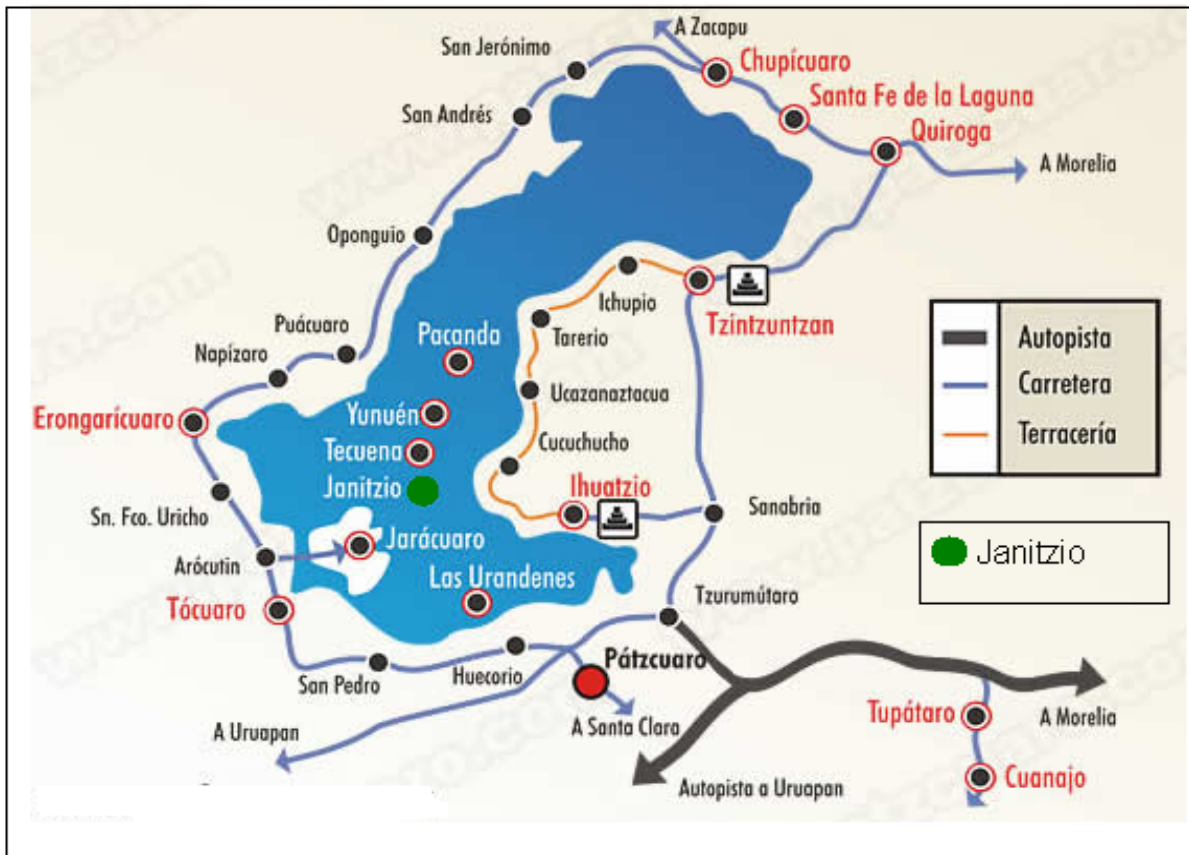 A Zacapu
San Jerónimo
Chupícuaro
San Andrés
Santa Fe de la Laguna
Quiroga
A Morelia
Oponguio
Ichupio
Tzintzuntzan
Puácuaro
Pacanda
Tarerio
Napízaro
Ucazanaztacua
Erongarícuaro
Yunuén
Cucuchucho
Tecuena
Janitzio
Ihuatzio
Sanabria
Sn. Fco. Uricho
Jarácuaro
Arócutin
Las Urandenes
Tócuaro
Tzurumútaro
San Pedro
Huecorio
Pátzcuaro
A Uruapan
A Santa Clara
Tupátaro
A Morelia
Autopista a Uruapan
Cuanajo
Autopista
Carretera
Terracería
Janitzio